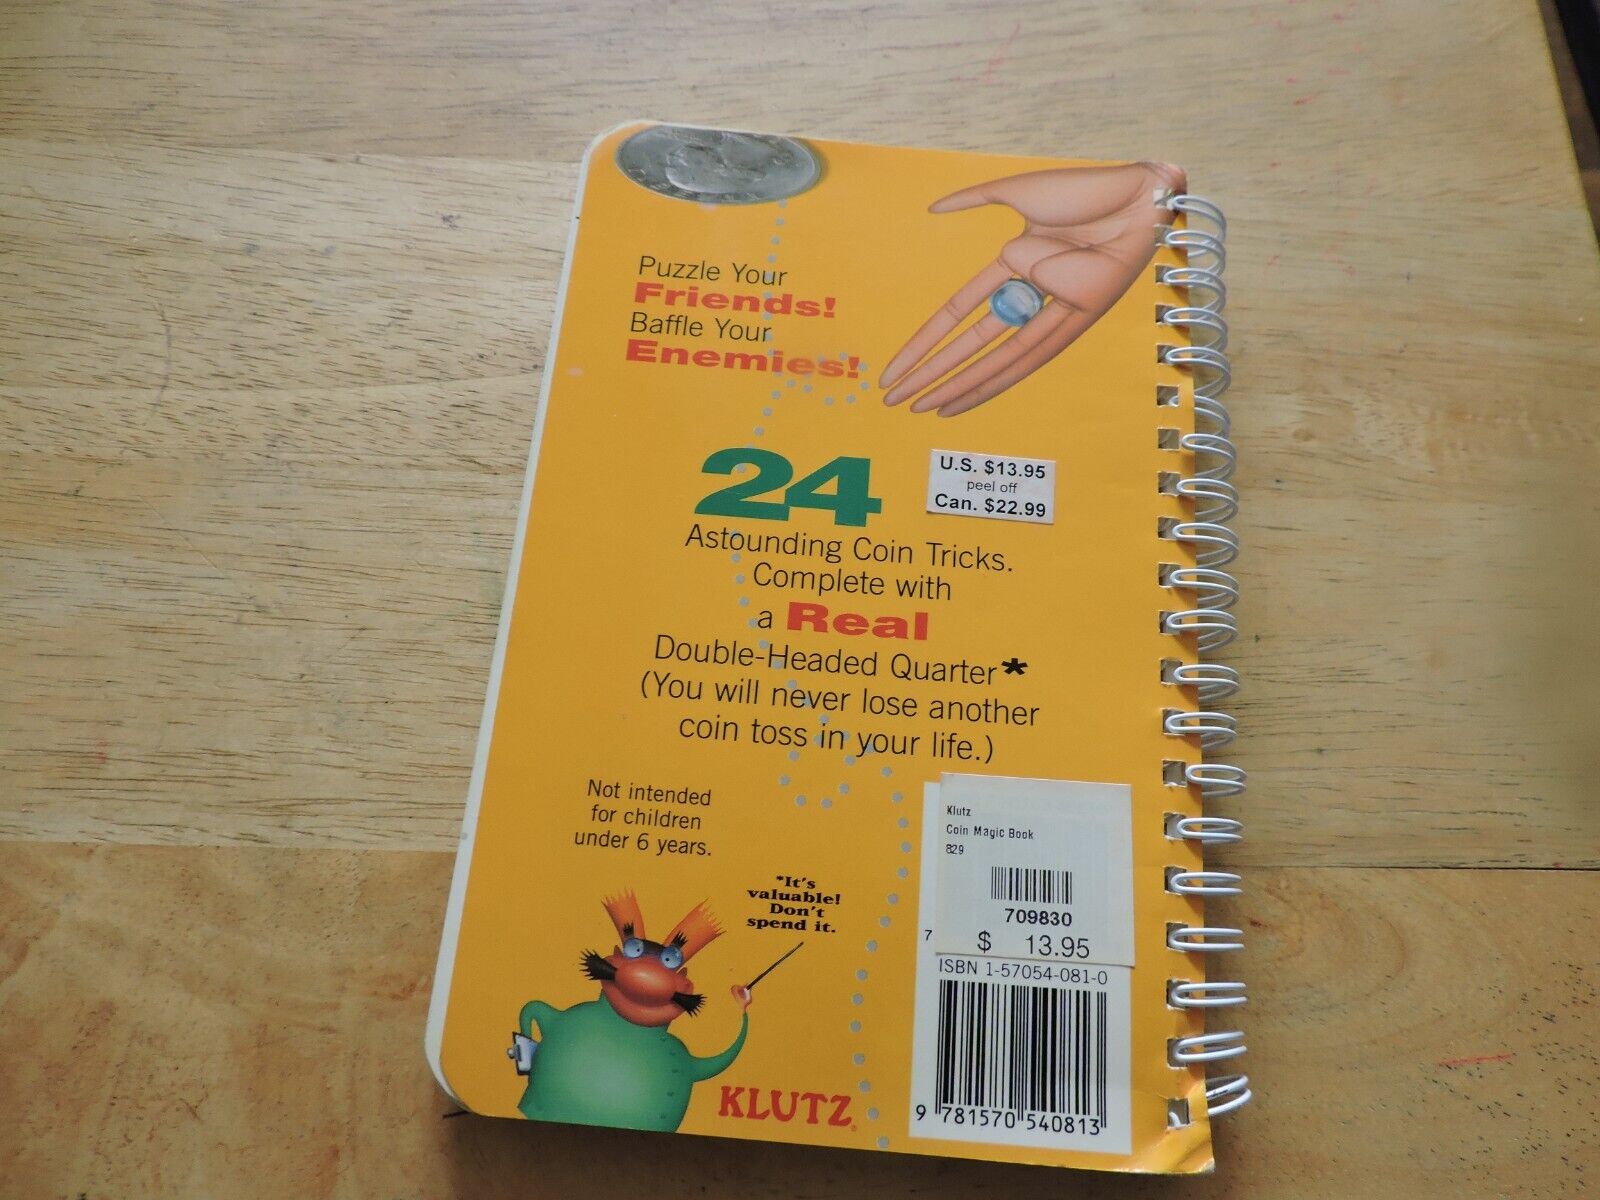 Puzzle Your
Friends!
Baffle Your
Enemies!
24
Astounding Coin Tricks.
Complete with
a Real
Double-Headed Quarter*
(You will never lose another
coin toss in your life.)
U.S. $13.95
peel off
Can. $22.99
Not intended
for children
under 6 years.
*It's
valuable!
Don't
spend it.
KLUTZ®
Klutz
Coin Magic Book
829
709830
$ 13.95
7
ISBN 1-57054-081-0
9 781570 540813